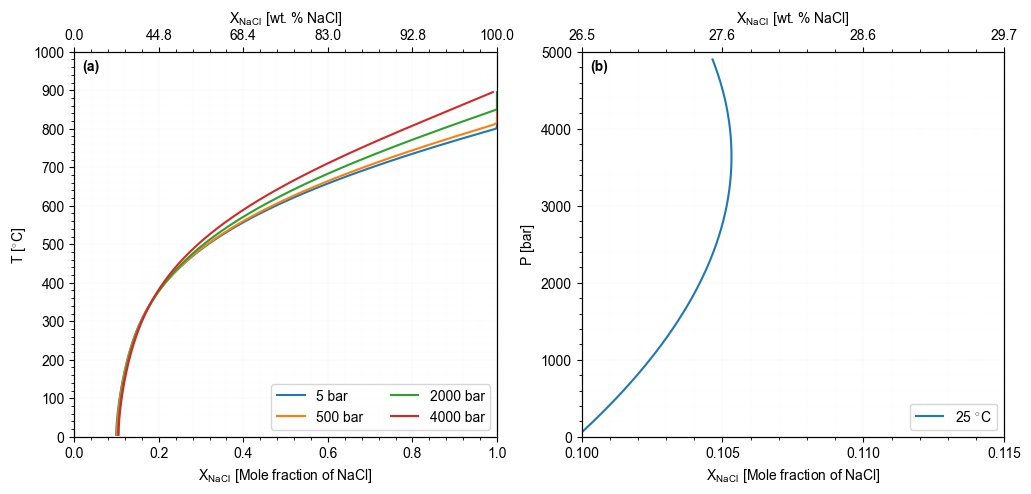 X_NaCl [wt. % NaCl]
0.0 44.8 68.4 83.0 92.8 100.0
(a)
1000
900
800
700
600
500
400
300
200
100
0
T [°C]
5 bar 2000 bar
500 bar 4000 bar
0.0 0.2 0.4 0.6 0.8 1.0
X_NaCl [Mole fraction of NaCl]
X_NaCl [wt. % NaCl]
26.5 27.6 28.6 29.7
(b)
5000
4000
3000
2000
1000
0
P [bar]
25 °C
0.100 0.105 0.110 0.115
X_NaCl [Mole fraction of NaCl]